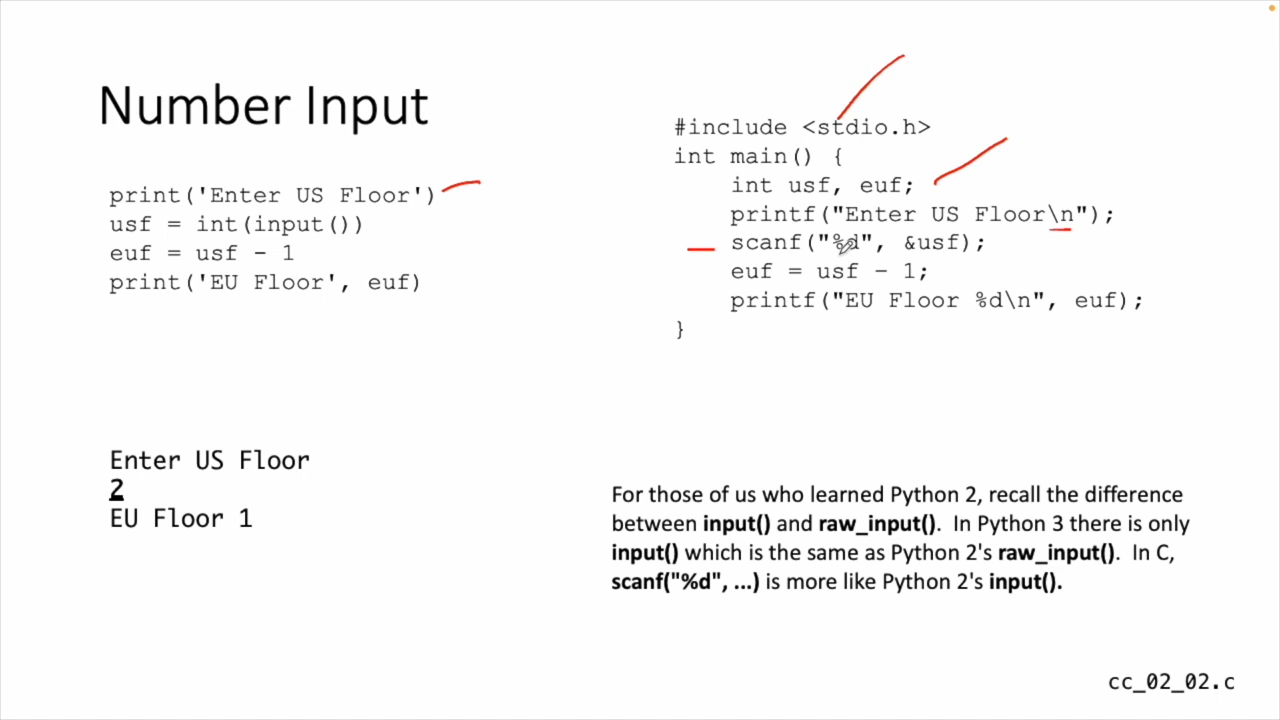 Number Input
print('Enter US Floor')
usf = int(input())
euf = usf - 1
print('EU Floor', euf)
#include <stdio.h>
int main() {
    int usf, euf;
    printf("Enter US Floor\n");
    scanf("%d", &usf);
    euf = usf - 1;
    printf("EU Floor %d\n", euf);
}
Enter US Floor
2
EU Floor 1
For those of us who learned Python 2, recall the difference
between input() and raw_input(). In Python 3 there is only
input() which is the same as Python 2's raw_input(). In C,
scanf("%d", ...) is more like Python 2's input().
cc_02_02.c